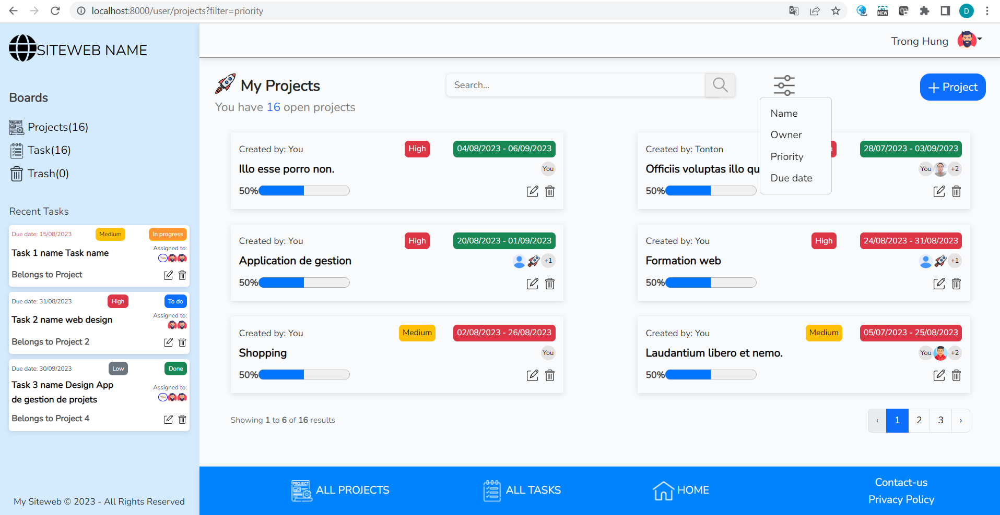 localhost:8000/user/projects?filter=priority
NEW
D
SITEWEB NAME
Trong Hung
Boards
Projects(16)
Task(16)
Trash(0)
Recent Tasks
Due date: 15/08/2023 Medium In progress
Task 1 name Task name
Assigned to:
You
Belongs to Project
Due date: 31/08/2023 High To do
Task 2 name web design
Assigned to:
Belongs to Project 2
Due date: 30/09/2023 Low Done
Task 3 name Design App
de gestion de projets
Assigned to:
You
Belongs to Project 4
My Siteweb © 2023 - All Rights Reserved
My Projects
You have 16 open projects
Search...
+ Project
Name
Owner
Priority
Due date
Created by: You High 04/08/2023 - 06/09/2023
Illo esse porro non. You
50%
Created by: Tonton 28/07/2023 - 03/09/2023
Officiis voluptas illo qu You +2
50%
Created by: You High 20/08/2023 - 01/09/2023
Application de gestion +1
50%
Created by: You High 24/08/2023 - 31/08/2023
Formation web +1
50%
Created by: You Medium 02/08/2023 - 26/08/2023
Shopping You
50%
Created by: You Medium 05/07/2023 - 25/08/2023
Laudantium libero et nemo. You +2
50%
Showing 1 to 6 of 16 results
‹ 1 2 3 ›
PROJECT ALL PROJECTS
ALL TASKS
HOME
Contact-us
Privacy Policy